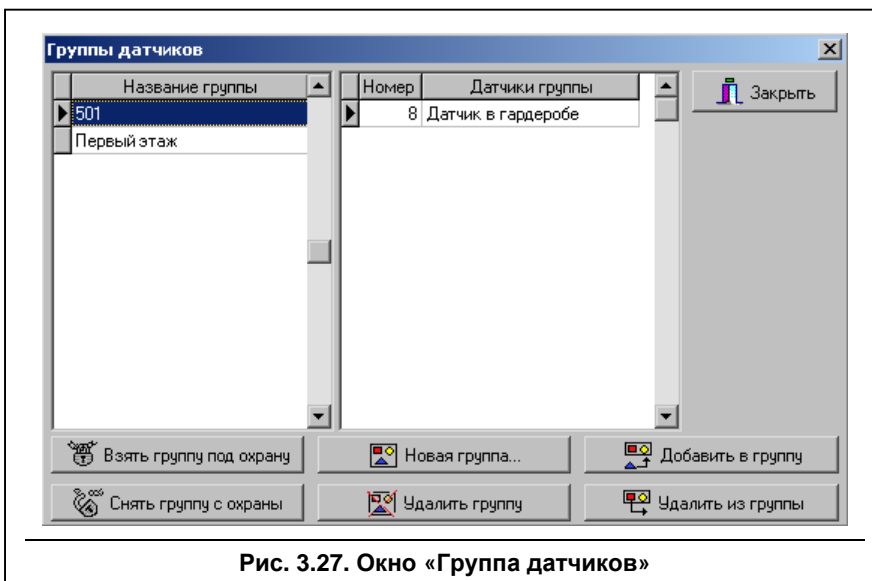 Группы датчиков
Название группы
501
Первый этаж
Номер Датчики группы
8 Датчик в гардеробе
Закрыть
Взять группу под охрану
Новая группа...
Добавить в группу
Снять группу с охраны
Удалить группу
Удалить из группы
Рис. 3.27. Окно «Группа датчиков»